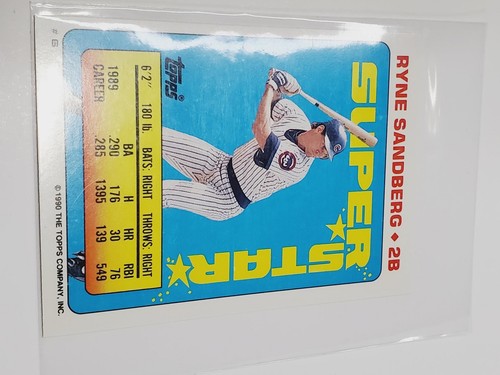 RYNE SANDBERG ◆ 2B
SUPER
STAR
TOPPS®
6'2" 180 lb. BATS: RIGHT THROWS: RIGHT
BA H HR RBI
1989 .290 176 30 76
CAREER .285 1395 139 549
© 1990 THE TOPPS COMPANY, INC.